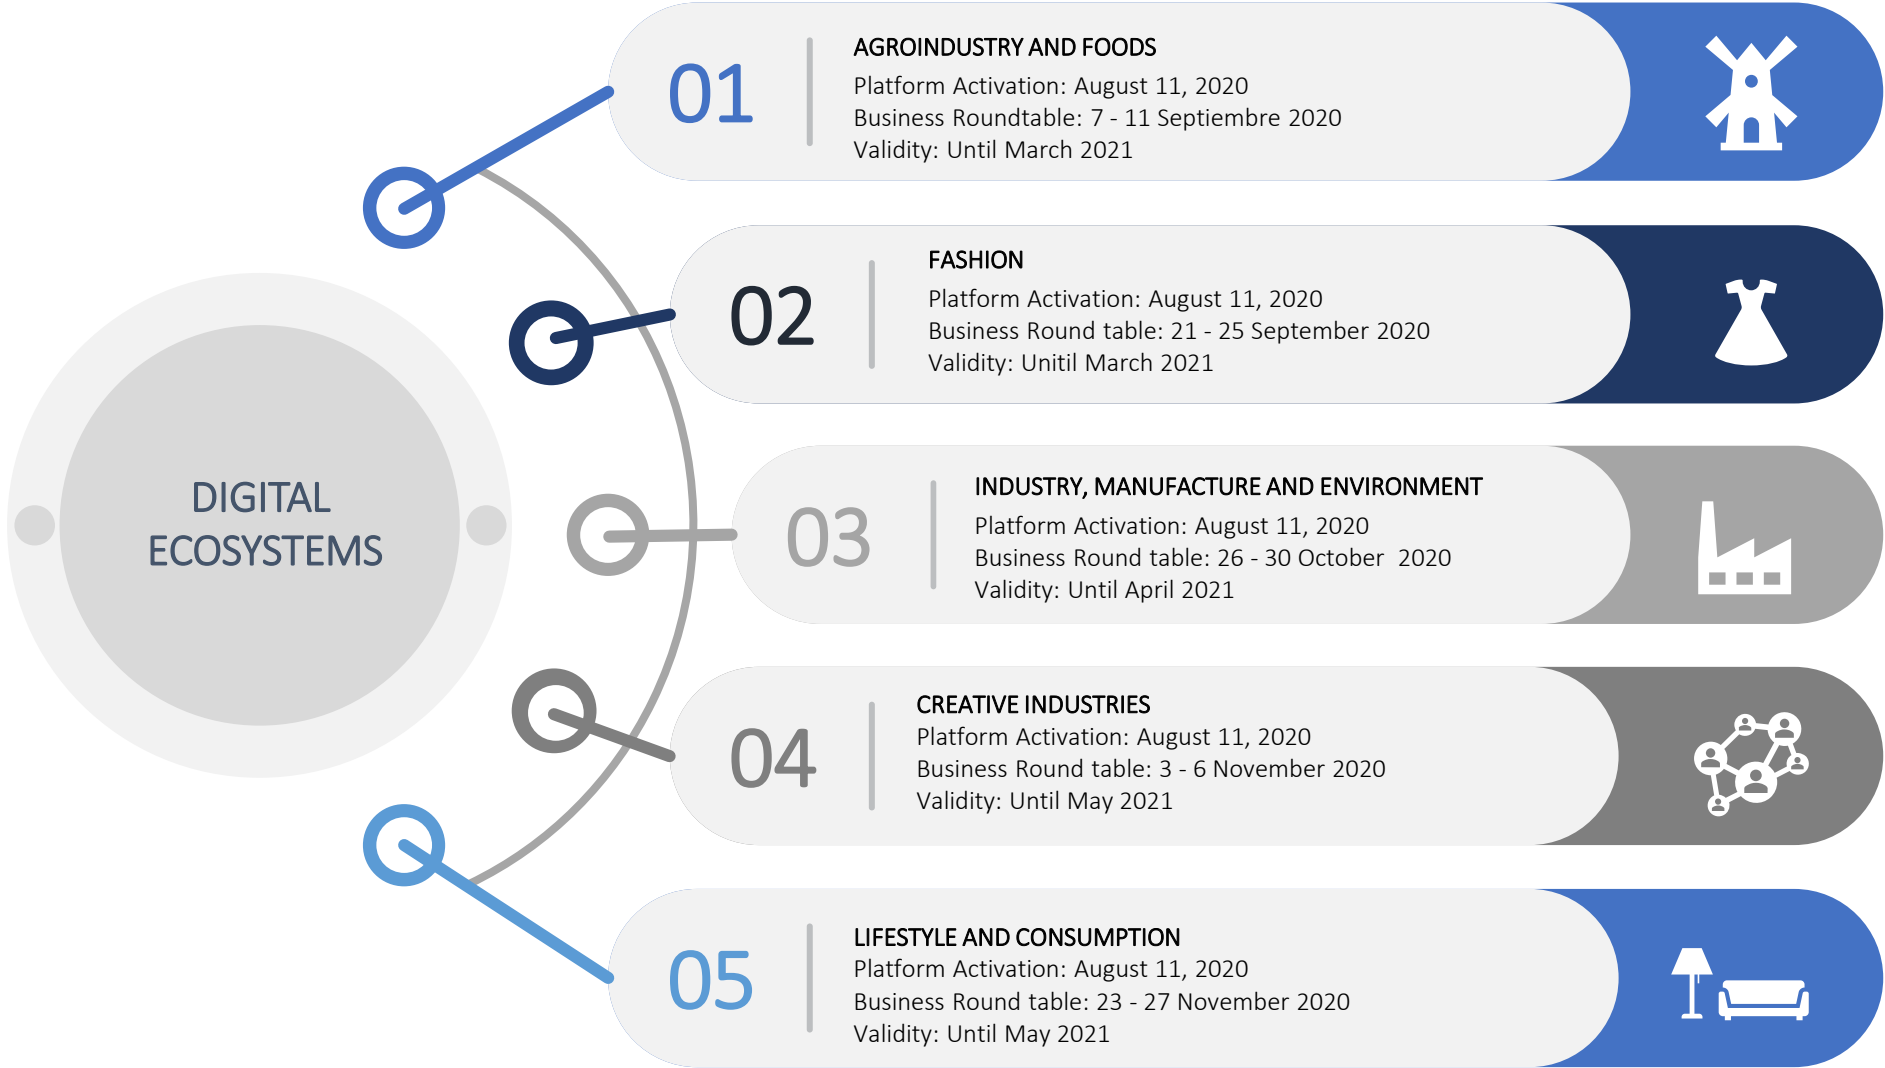 DIGITAL
ECOSYSTEMS
01
AGROINDUSTRY AND FOODS
Platform Activation: August 11, 2020
Business Roundtable: 7 - 11 Septiembre 2020
Validity: Until March 2021
02
FASHION
Platform Activation: August 11, 2020
Business Round table: 21 - 25 September 2020
Validity: Unitil March 2021
03
INDUSTRY, MANUFACTURE AND ENVIRONMENT
Platform Activation: August 11, 2020
Business Round table: 26 - 30 October  2020
Validity: Until April 2021
04
CREATIVE INDUSTRIES
Platform Activation: August 11, 2020
Business Round table: 3 - 6 November 2020
Validity: Until May 2021
05
LIFESTYLE AND CONSUMPTION
Platform Activation: August 11, 2020
Business Round table: 23 - 27 November 2020
Validity: Until May 2021